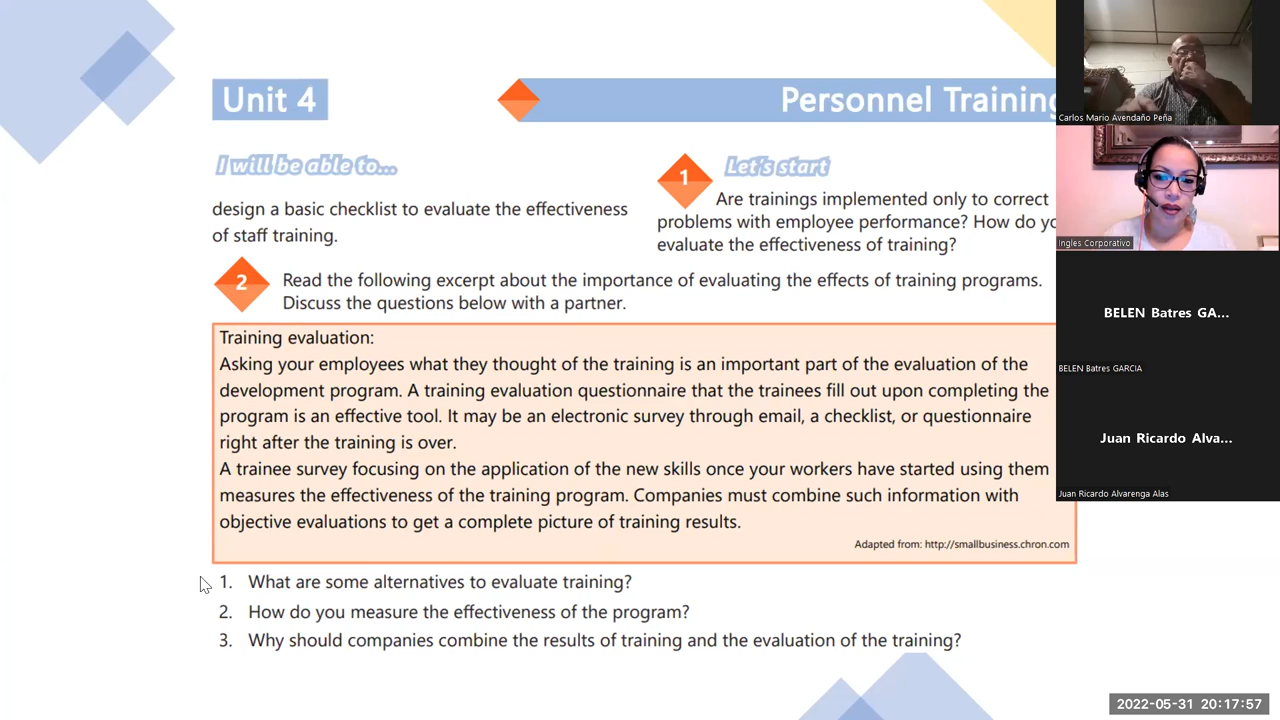 Unit 4
Personnel Training
I will be able to...
design a basic checklist to evaluate the effectiveness
of staff training.
1
Let's start
Are trainings implemented only to correct
problems with employee performance? How do yo
evaluate the effectiveness of training?
2
Read the following excerpt about the importance of evaluating the effects of training programs.
Discuss the questions below with a partner.
Training evaluation:
Asking your employees what they thought of the training is an important part of the evaluation of the
development program. A training evaluation questionnaire that the trainees fill out upon completing the
program is an effective tool. It may be an electronic survey through email, a checklist, or questionnaire
right after the training is over.
A trainee survey focusing on the application of the new skills once your workers have started using them
measures the effectiveness of the training program. Companies must combine such information with
objective evaluations to get a complete picture of training results.
Adapted from: http://smallbusiness.chron.com
1. What are some alternatives to evaluate training?
2. How do you measure the effectiveness of the program?
3. Why should companies combine the results of training and the evaluation of the training?
Carlos Mario Avendaño Peña
Ingles Corporativo
BELEN Batres GA...
BELEN Batres GARCIA
Juan Ricardo Alva...
Juan Ricardo Alvarenga Alas
2022-05-31 20:17:57